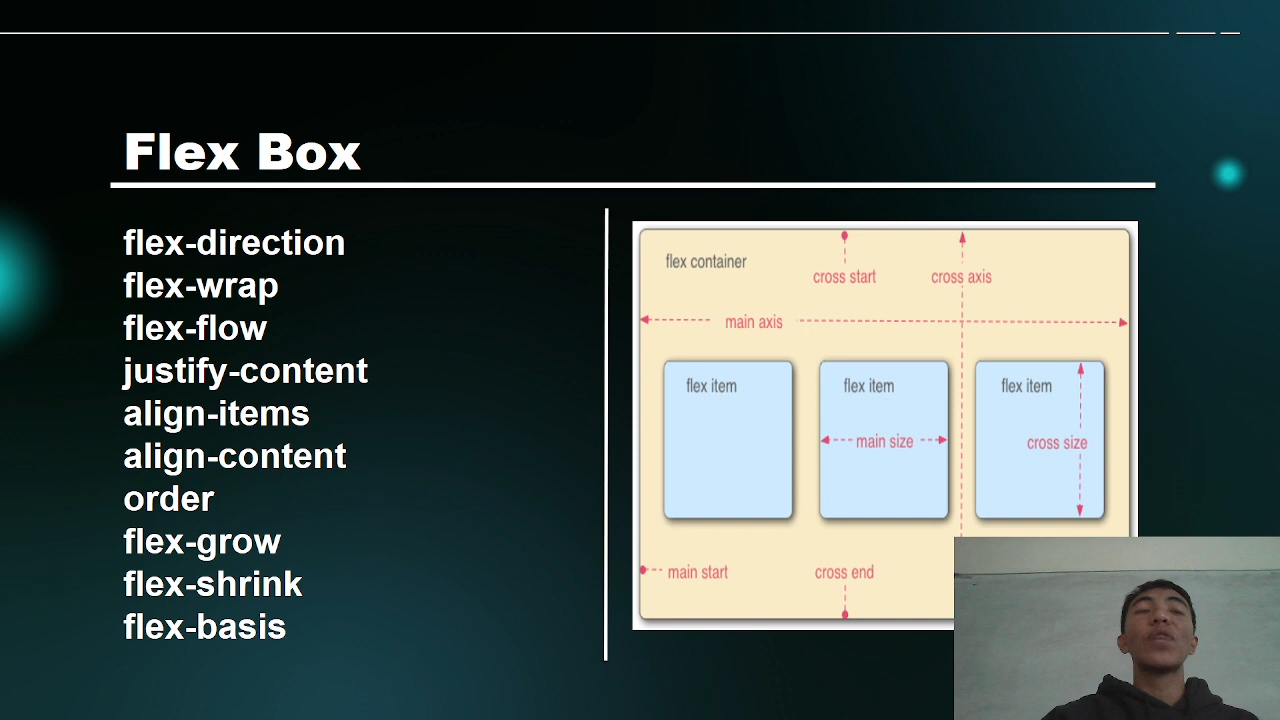 Flex Box
flex-direction
flex-wrap
flex-flow
justify-content
align-items
align-content
order
flex-grow
flex-shrink
flex-basis
flex container
cross start
cross axis
main axis
flex item
flex item
flex item
main size
cross size
main start
cross end